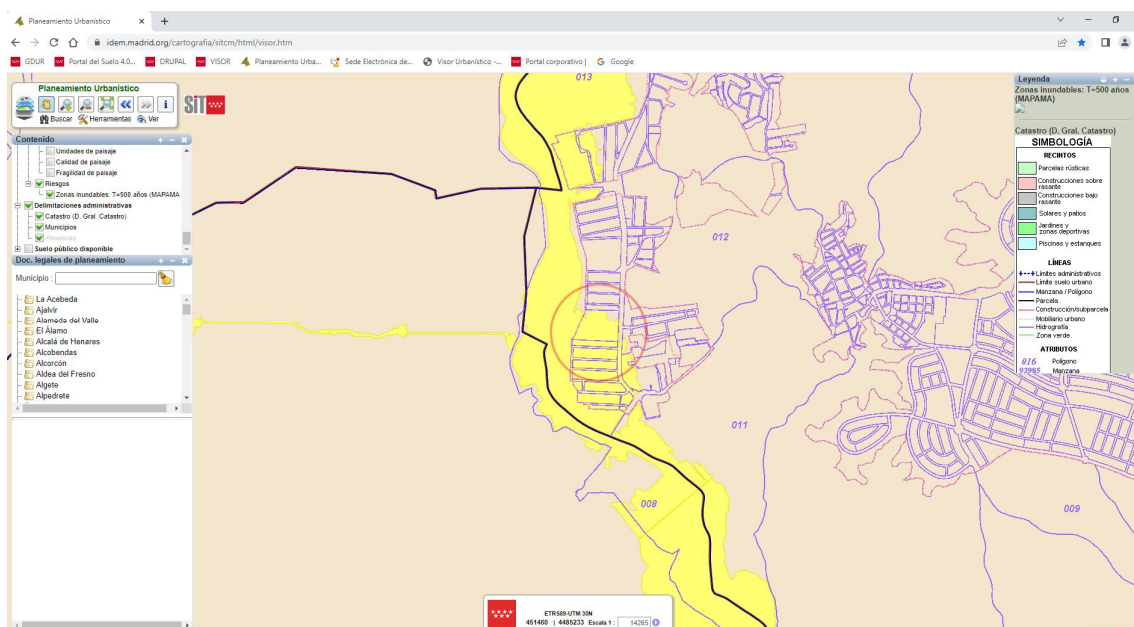 Planeamiento Urbanístico
idem.madrid.org/cartografia/sitcm/html/visor.htm
GDUR
Portal del Suelo 4.0...
DRUPAL
VISOR
Planeamiento Urba...
Sede Electrónica de...
Visor Urbanístico -...
Portal corporativo |
Google
Planeamiento Urbanístico
Buscar Herramientas Ver
SiT
Contenido
Unidades de paisaje
Calidad de paisaje
Fragilidad de paisaje
Riesgos
Zonas inundables: T=500 años (MAPAMA
Delimitaciones administrativas
Catastro (D. Gral. Catastro)
Municipios
Provincias
Suelo público disponible
Doc. legales de planeamiento
Municipio :
La Acebeda
Ajalvir
Alameda del Valle
El Álamo
Alcalá de Henares
Alcobendas
Alcorcón
Aldea del Fresno
Algete
Alpedrete
013
012
011
008
009
ETRS89-UTM 30N
451460 | 4485233 Escala 1 : 14265
Leyenda
Zonas inundables: T=500 años
(MAPAMA)
Catastro (D. Gral. Catastro)
SIMBOLOGÍA
RECINTOS
Parcelas rústicas
Construcciones sobre
rasante
Construcciones bajo
rasante
Solares y patios
Jardines y
zonas deportivas
Piscinas y estanques
LÍNEAS
Límites administrativos
Límite suelo urbano
Manzana / Polígono
Parcela
Construcción/subparcela
Mobiliario urbano
Hidrografía
Zona verde
ATRIBUTOS
016 Polígono
93985 Manzana